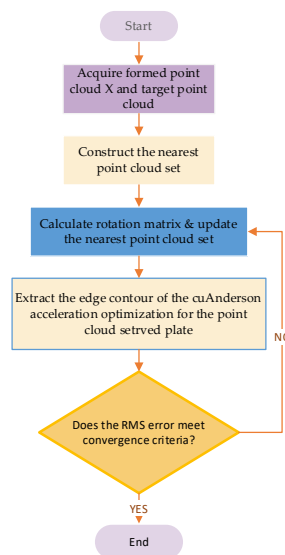 Start
Acquire formed point
cloud X and target point
cloud
Construct the nearest
point cloud set
Calculate rotation matrix & update
the nearest point cloud set
Extract the edge contour of the cuAnderson
acceleration optimization for the point
cloud setrved plate
NO
Does the RMS error meet
convergence criteria?
YES
End